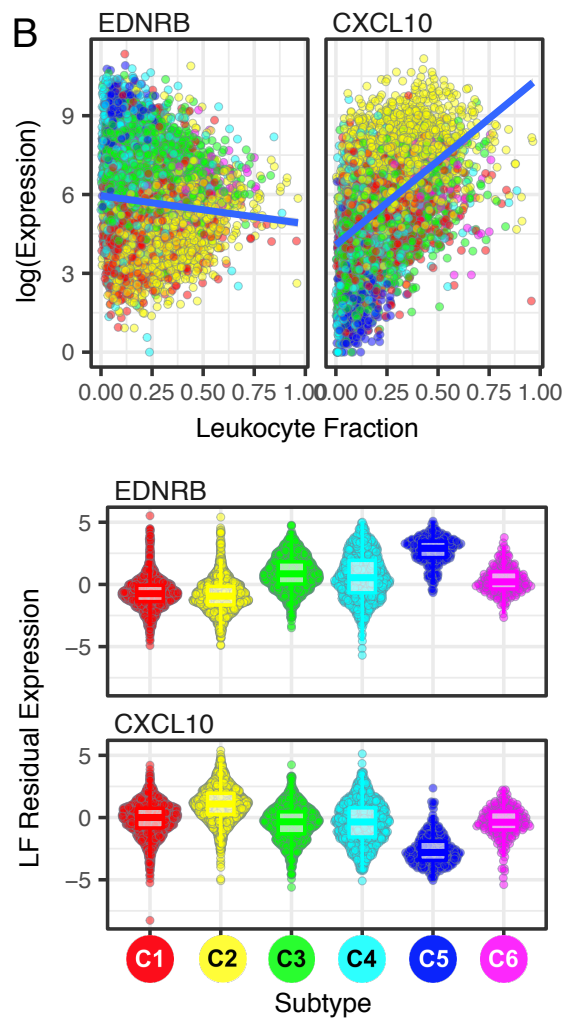 B
EDNRB CXCL10
log(Expression)
9
6
3
0
0.00 0.25 0.50 0.75 1.00 0.00 0.25 0.50 0.75 1.00
Leukocyte Fraction
LF Residual Expression
EDNRB
5
0
−5
CXCL10
5
0
−5
C1 C2 C3 C4 C5 C6
Subtype